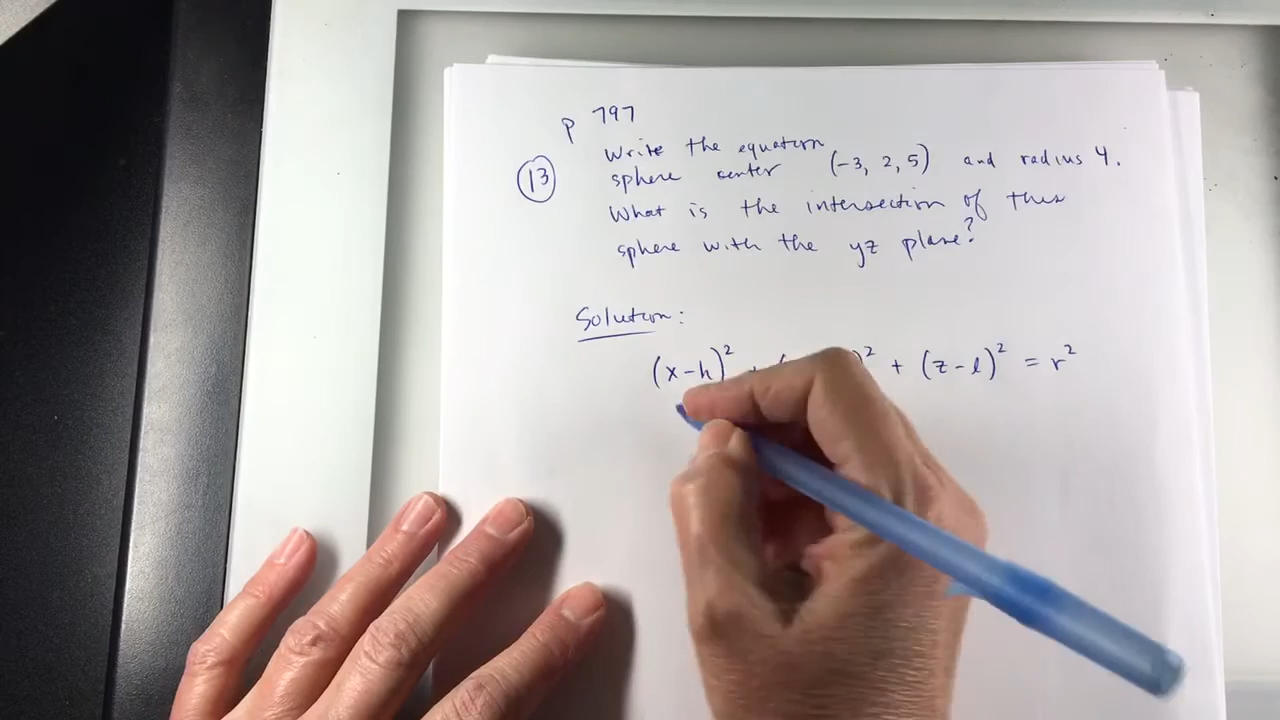 p 797
(13) Write the equation
sphere center (-3, 2, 5) and radius 4.
What is the intersection of this
sphere with the yz plane?
Solution:
(x-h)² + ( )² + (z-l)² = r²